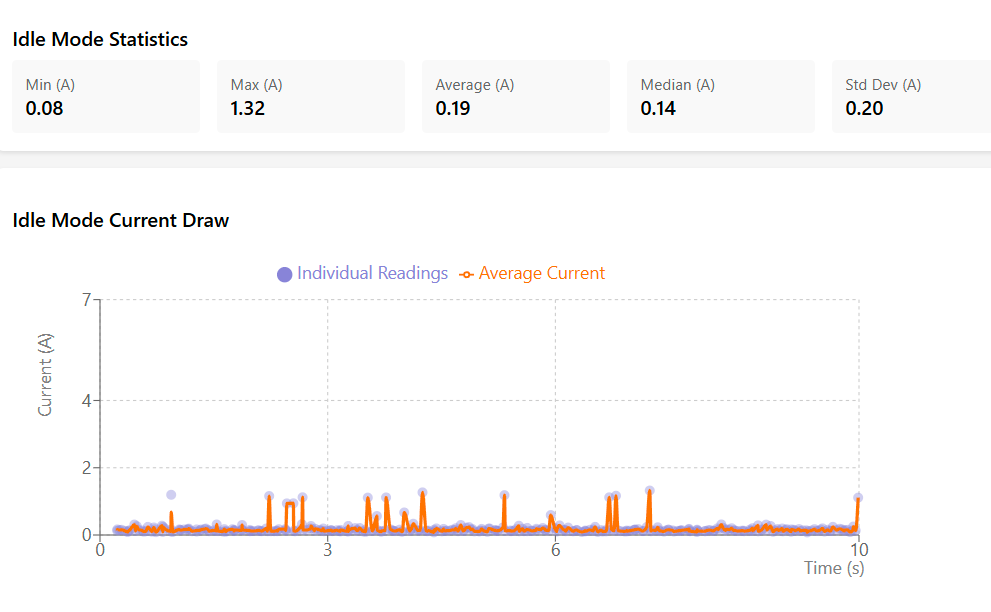 Idle Mode Statistics
Min (A) Max (A) Average (A) Median (A) Std Dev (A)
0.08 1.32 0.19 0.14 0.20
Idle Mode Current Draw
Individual Readings Average Current
7
Current (A)
4
2
0
0 3 6 10
Time (s)